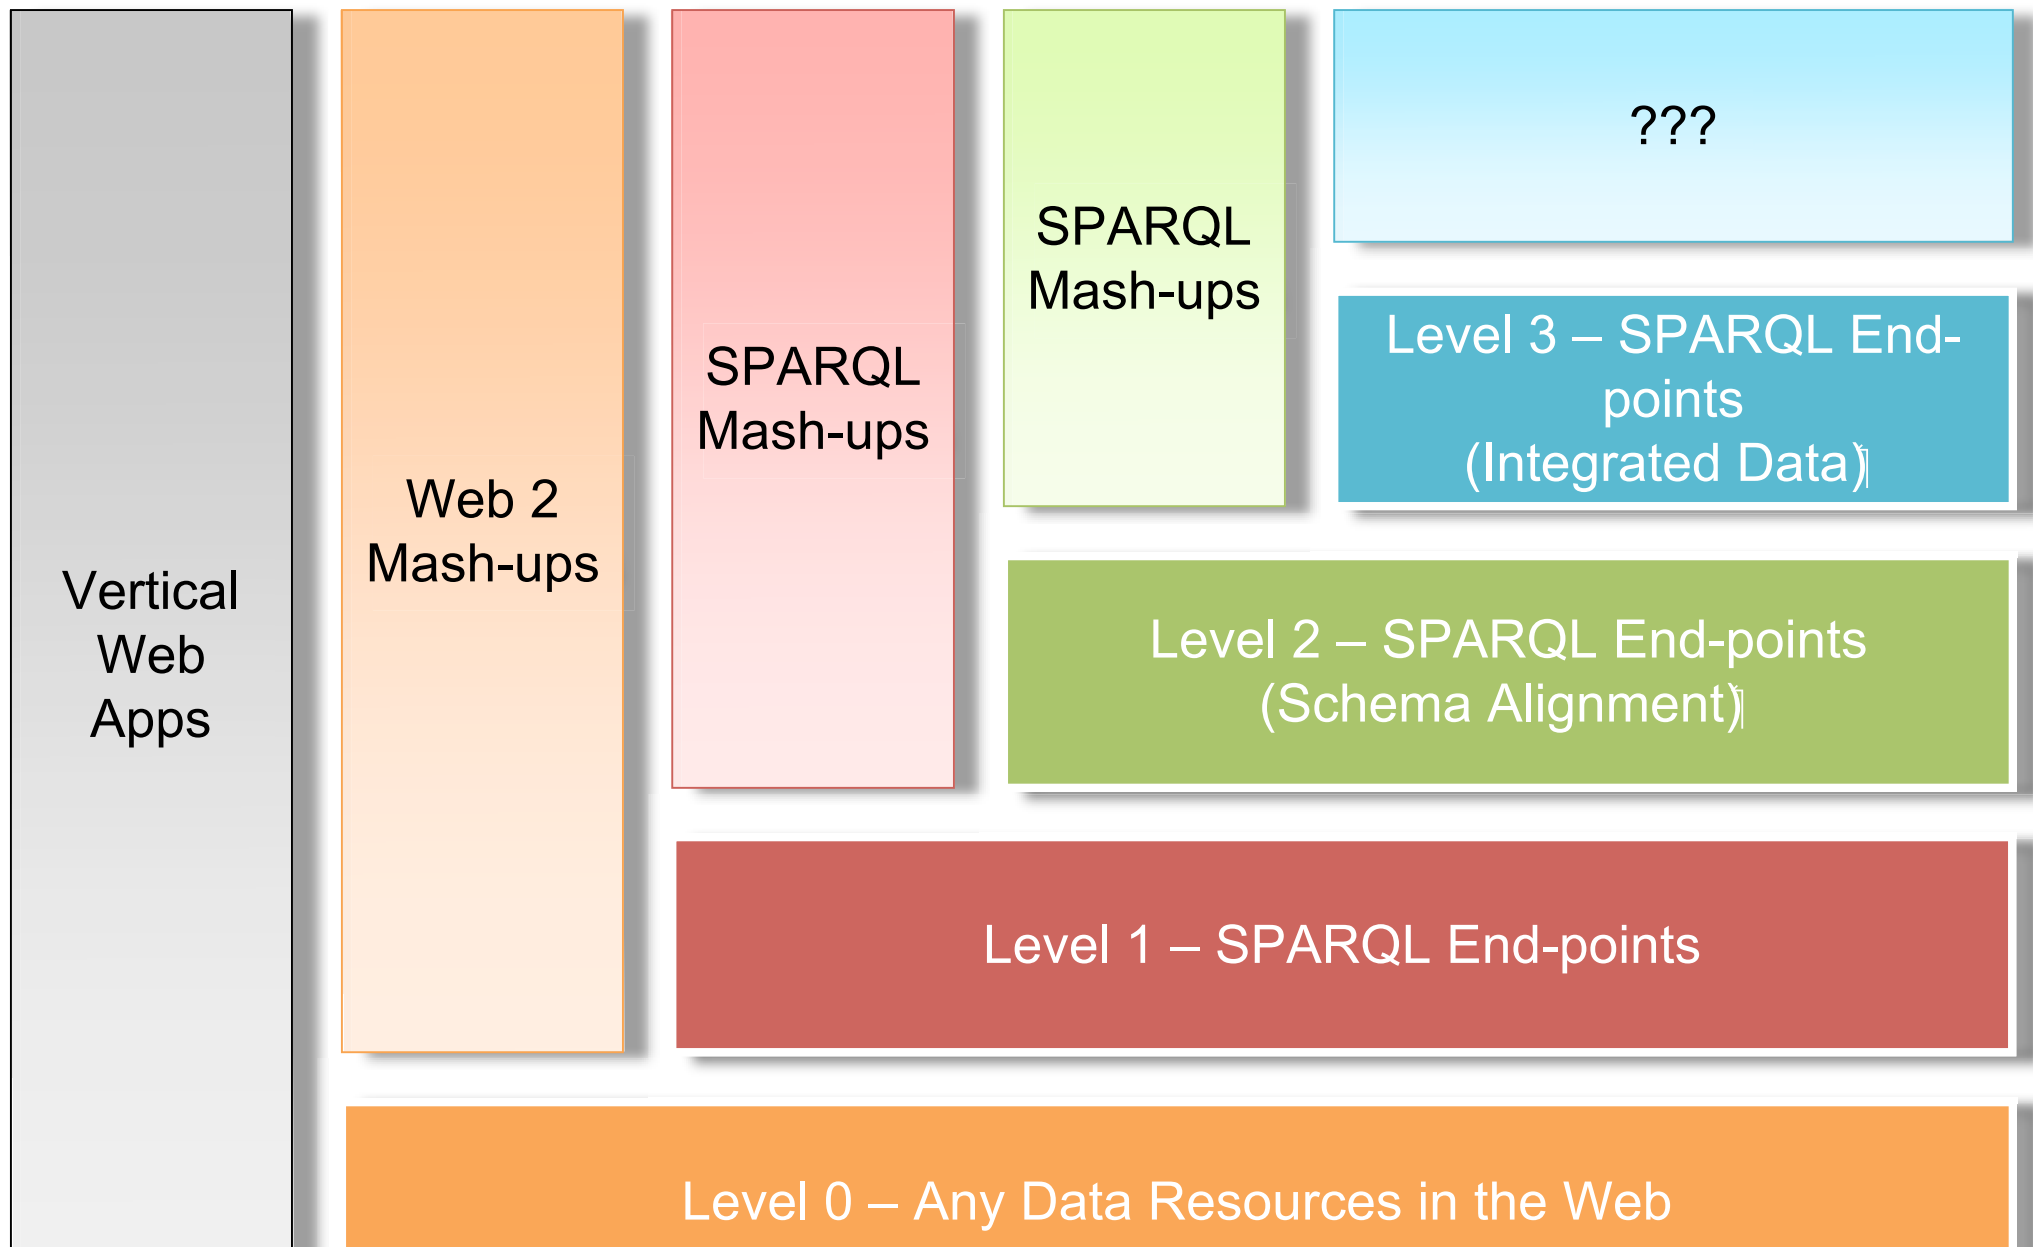 Vertical
Web
Apps
Web 2
Mash-ups
SPARQL
Mash-ups
SPARQL
Mash-ups
???
Level 3 – SPARQL End-
points
(Integrated Data)
Level 2 – SPARQL End-points
(Schema Alignment)
Level 1 – SPARQL End-points
Level 0 – Any Data Resources in the Web